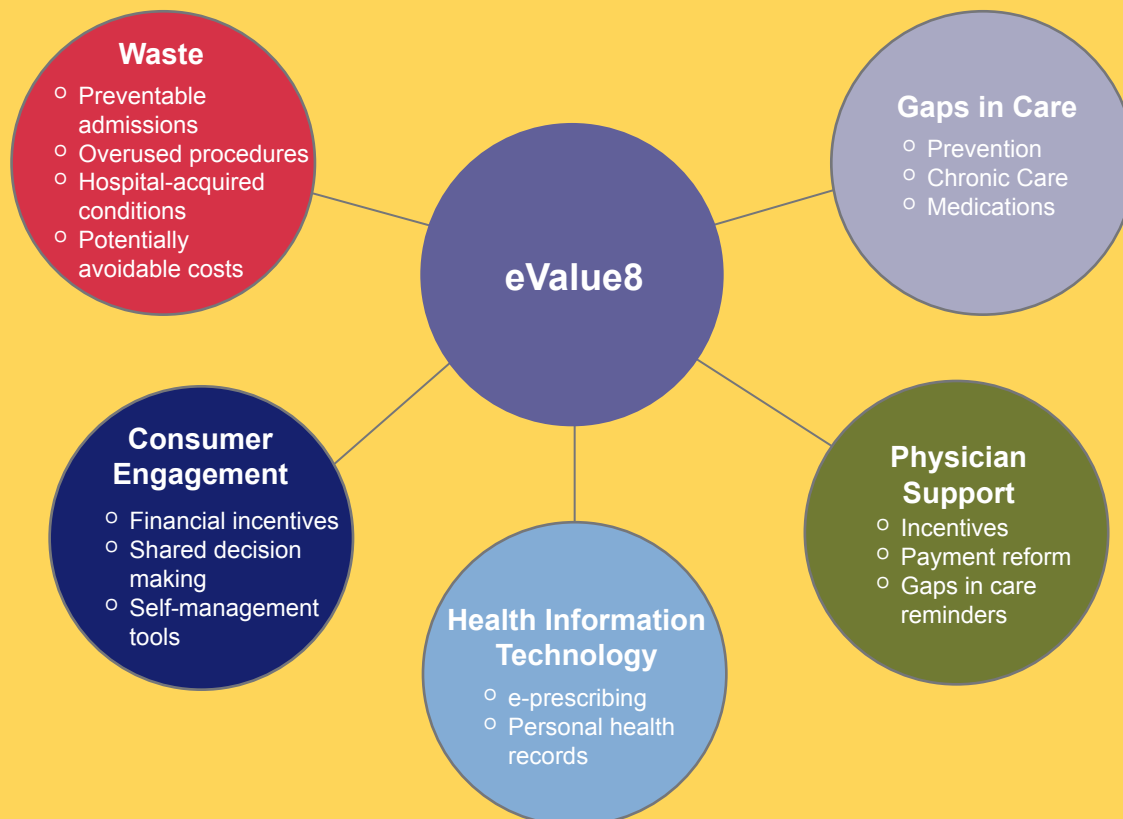 Waste
o Preventable
admissions
o Overused procedures
o Hospital-acquired
conditions
o Potentially
avoidable costs
Gaps in Care
o Prevention
o Chronic Care
o Medications
eValue8
Consumer
Engagement
o Financial incentives
o Shared decision
making
o Self-management
tools
Physician
Support
o Incentives
o Payment reform
o Gaps in care
reminders
Health Information
Technology
o e-prescribing
o Personal health
records